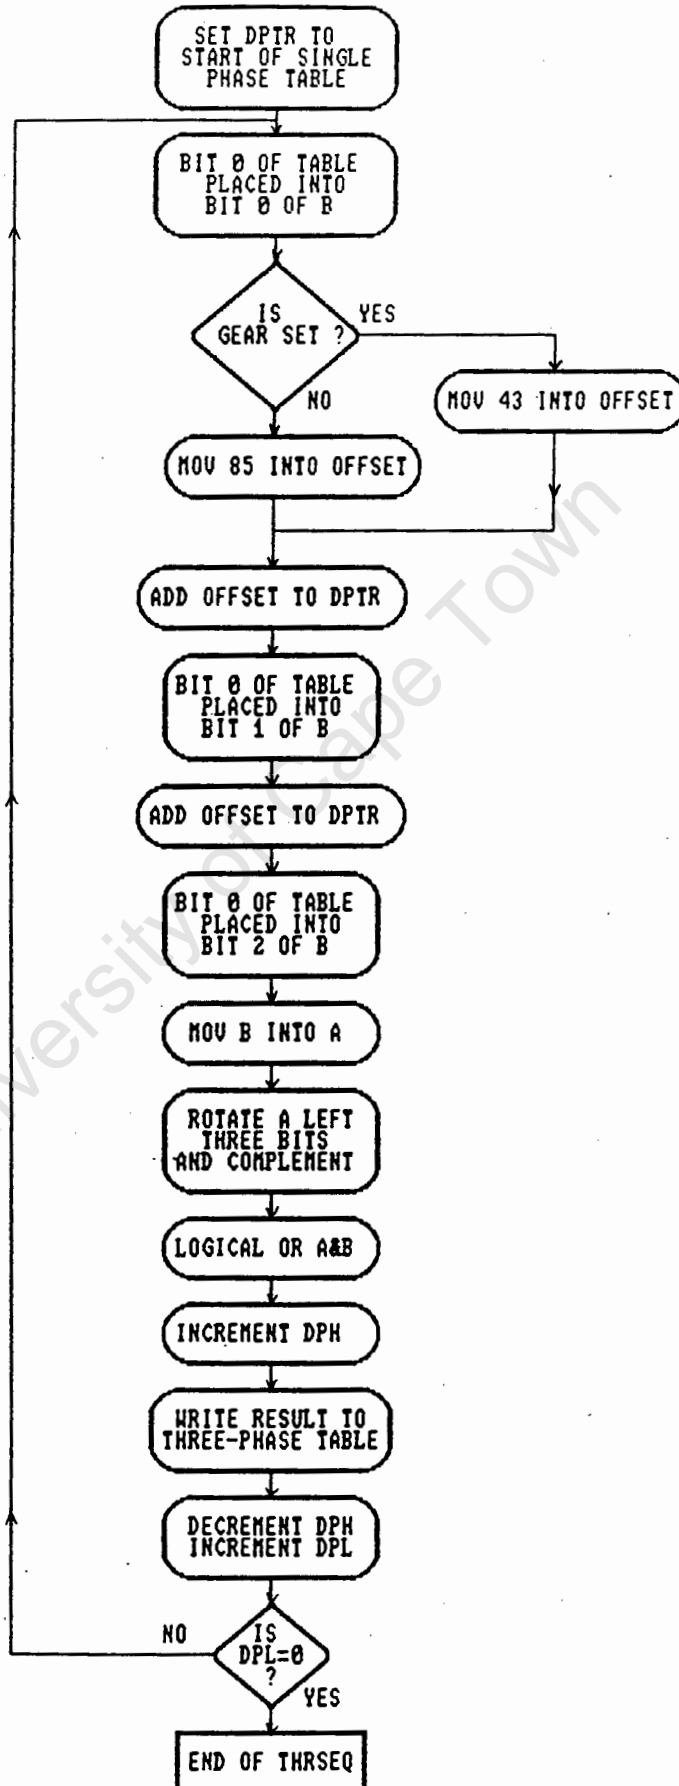 SET DPTR TO
START OF SINGLE
PHASE TABLE
BIT 0 OF TABLE
PLACED INTO
BIT 0 OF B
IS
GEAR SET ?
YES
NO
MOV 43 INTO OFFSET
MOV 85 INTO OFFSET
ADD OFFSET TO DPTR
BIT 0 OF TABLE
PLACED INTO
BIT 1 OF B
ADD OFFSET TO DPTR
BIT 0 OF TABLE
PLACED INTO
BIT 2 OF B
MOV B INTO A
ROTATE A LEFT
THREE BITS
AND COMPLEMENT
LOGICAL OR A&B
INCREMENT DPH
WRITE RESULT TO
THREE-PHASE TABLE
DECREMENT DPH
INCREMENT DPL
NO
IS
DPL=0
?
YES
END OF THRSEQ
versity of Cape Town